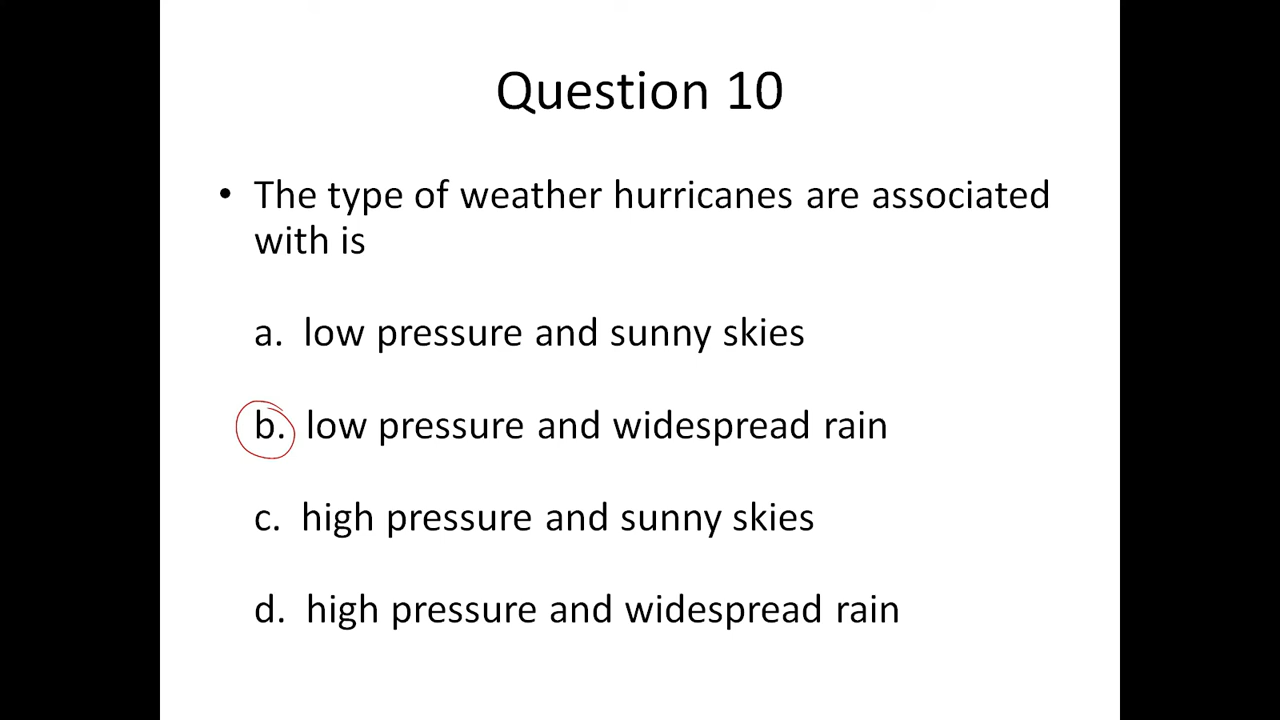 Question 10
• The type of weather hurricanes are associated
with is
a. low pressure and sunny skies
b. low pressure and widespread rain
c. high pressure and sunny skies
d. high pressure and widespread rain